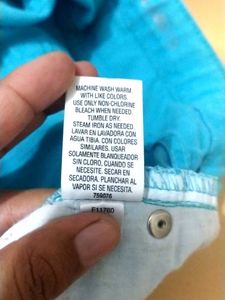 MACHINE WASH WARM
WITH LIKE COLORS.
USE ONLY NON-CHLORINE
BLEACH WHEN NEEDED.
TUMBLE DRY.
STEAM IRON AS NEEDED.
LAVAR EN LAVADORA CON
AGUA TIBIA. CON COLORES
SIMILARES. USAR
SOLAMENTE BLANQUEADOR
SIN CLORO, CUANDO SE
NECESITE. SECAR EN
SECADORA. PLANCHAR AL
VAPOR SI SE NECESITA.
759076
F11760